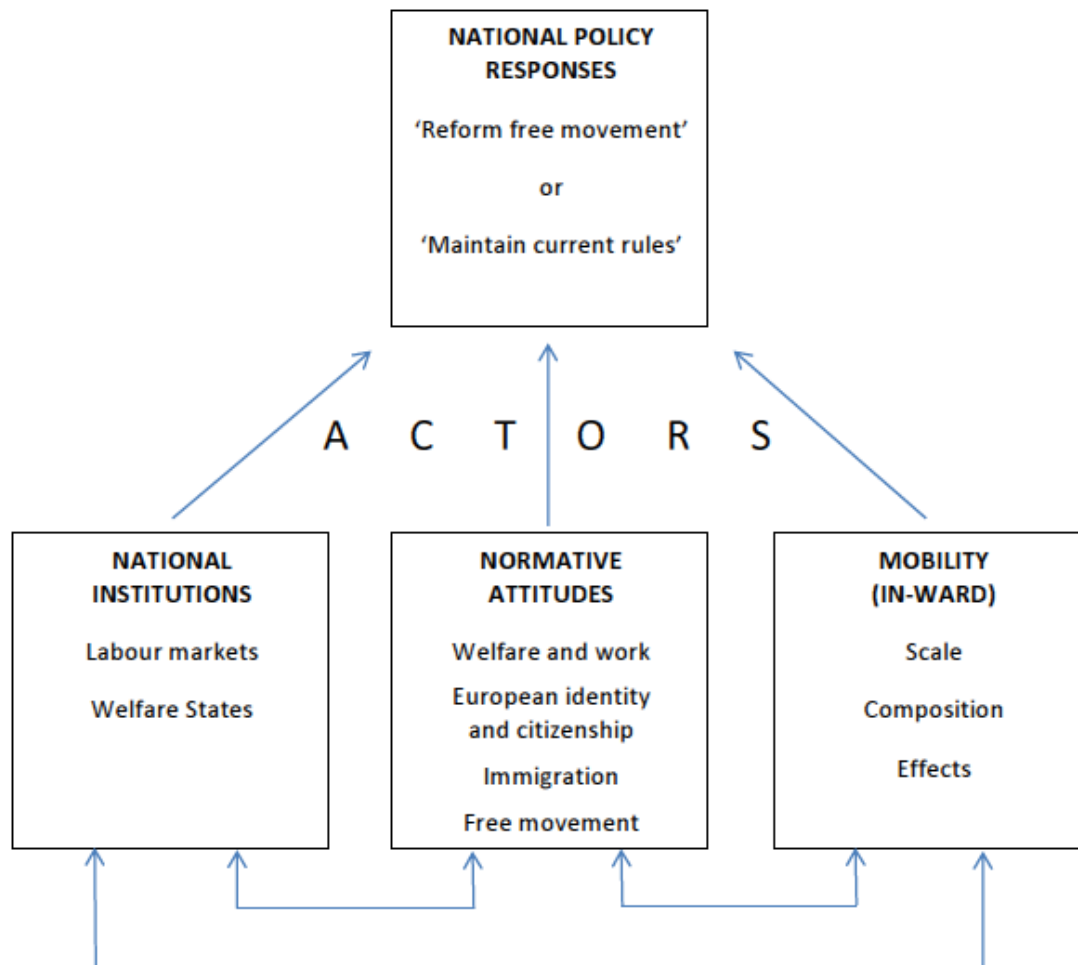 NATIONAL POLICY
RESPONSES
‘Reform free movement’
or
‘Maintain current rules’
A C T O R S
NATIONAL
INSTITUTIONS
Labour markets
Welfare States
NORMATIVE
ATTITUDES
Welfare and work
European identity
and citizenship
Immigration
Free movement
MOBILITY
(IN-WARD)
Scale
Composition
Effects